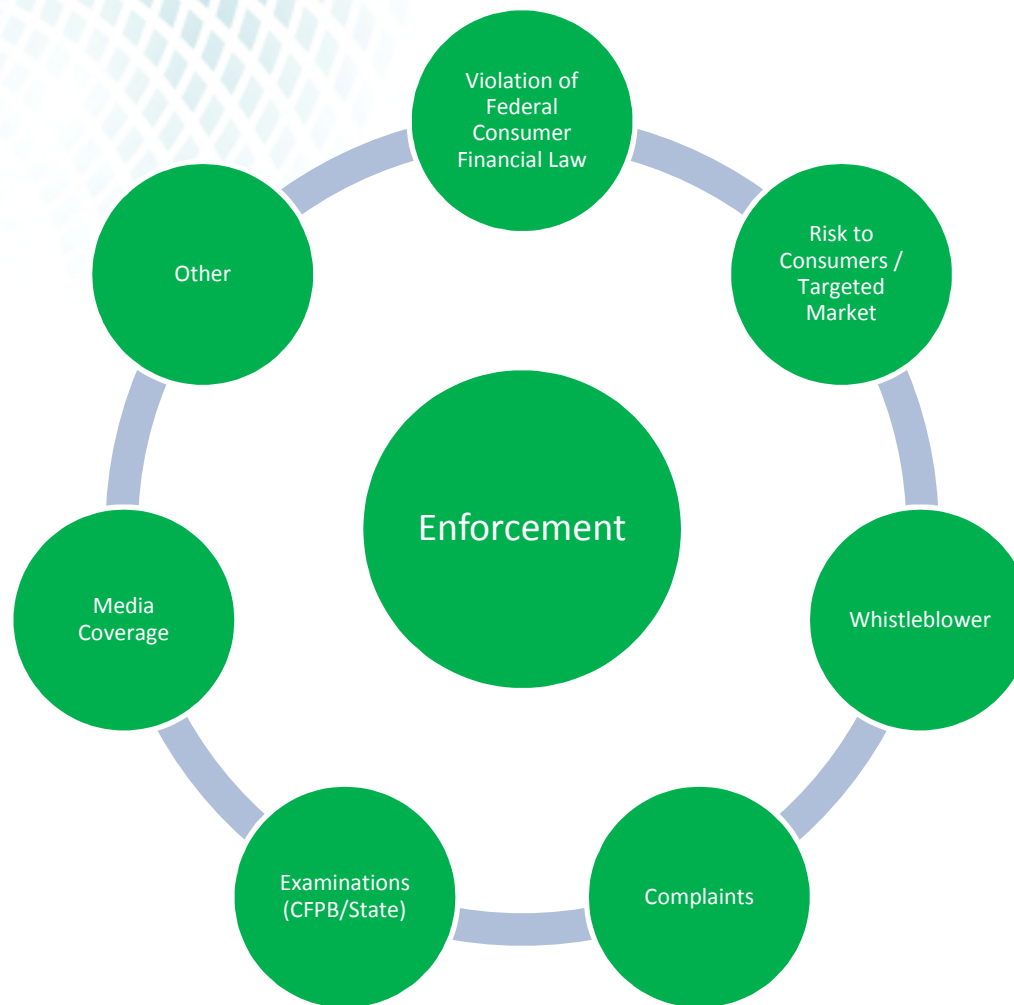 Violation of
Federal
Consumer
Financial Law
Risk to
Consumers /
Targeted
Market
Whistleblower
Complaints
Examinations
(CFPB/State)
Media
Coverage
Other
Enforcement